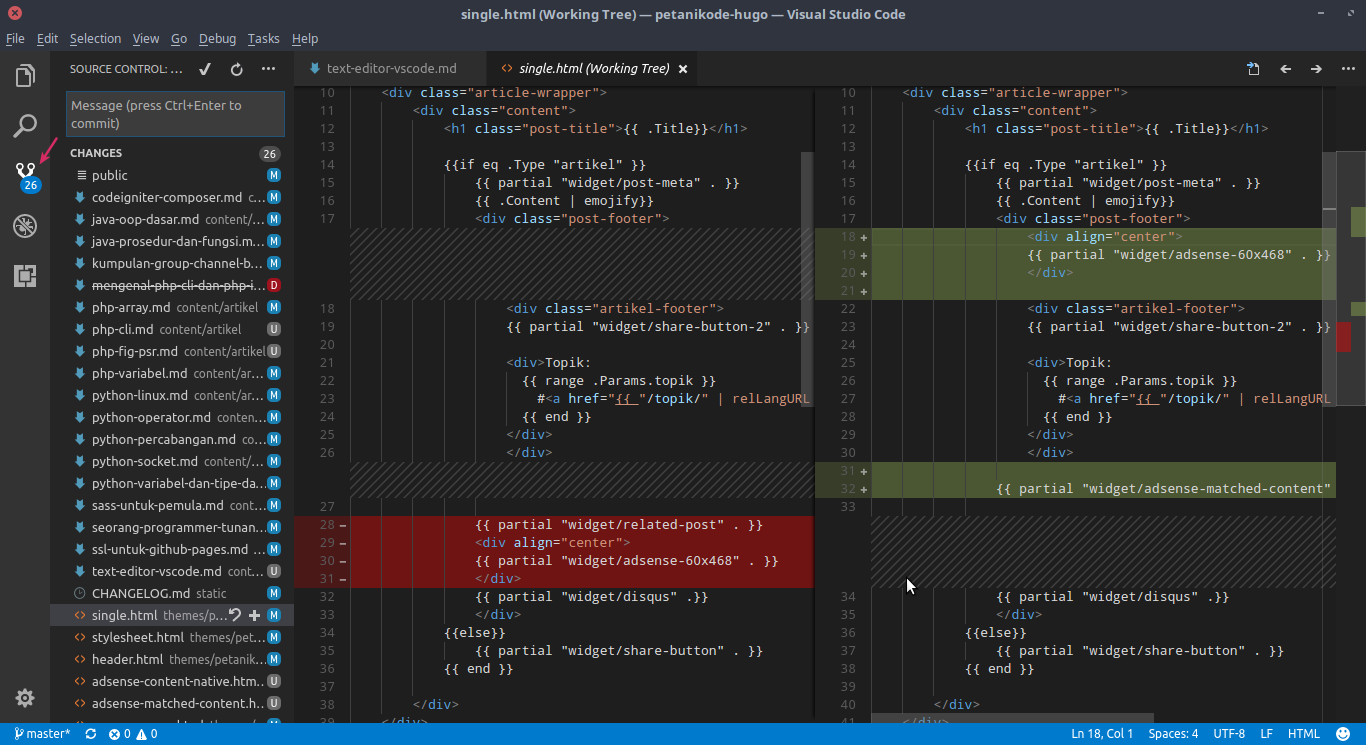 single.html (Working Tree) — petanikode-hugo — Visual Studio Code
File Edit Selection View Go Debug Tasks Help
SOURCE CONTROL: ...
Message (press Ctrl+Enter to
commit)
CHANGES 26
26
public M
codeigniter-composer.md c... M
java-oop-dasar.md content/... M
java-prosedur-dan-fungsi.m... M
kumpulan-group-channel-b... M
mengenal-php-cli-dan-php-i... D
php-array.md content/artikel M
php-cli.md content/artikel U
php-fig-psr.md content/artikel U
php-variabel.md content/ar... M
python-linux.md content/ar... M
python-operator.md conten... M
python-percabangan.md co... M
python-socket.md content/... M
python-variabel-dan-tipe-da... M
sass-untuk-pemula.md cont... M
seorang-programmer-tunan... M
ssl-untuk-github-pages.md ... M
text-editor-vscode.md cont... U
CHANGELOG.md static M
single.html themes/p... M
stylesheet.html themes/pet... M
header.html themes/petanik... M
adsense-content-native.htm... U
adsense-matched-content.h... U
text-editor-vscode.md
single.html (Working Tree) ×
10 <div class="article-wrapper">
11 <div class="content">
12 <h1 class="post-title">{{ .Title}}</h1>
13
14 {{if eq .Type "artikel" }}
15 {{ partial "widget/post-meta" . }}
16 {{ .Content | emojify}}
17 <div class="post-footer">
18 <div class="artikel-footer">
19 {{ partial "widget/share-button-2" . }}
20
21 <div>Topik:
22 {{ range .Params.topik }}
23 #<a href="{{ "/topik/" | relLangURL
24 {{ end }}
25 </div>
26 </div>
27
28 - {{ partial "widget/related-post" . }}
29 - <div align="center">
30 - {{ partial "widget/adsense-60x468" . }}
31 - </div>
32 {{ partial "widget/disqus" .}}
33 </div>
34 {{else}}
35 {{ partial "widget/share-button" . }}
36 {{ end }}
37
38 </div>
39 </div>
10 <div class="article-wrapper">
11 <div class="content">
12 <h1 class="post-title">{{ .Title}}</h1>
13
14 {{if eq .Type "artikel" }}
15 {{ partial "widget/post-meta" . }}
16 {{ .Content | emojify}}
17 <div class="post-footer">
18 + <div align="center">
19 + {{ partial "widget/adsense-60x468" . }}
20 + </div>
21 +
22 <div class="artikel-footer">
23 {{ partial "widget/share-button-2" . }}
24
25 <div>Topik:
26 {{ range .Params.topik }}
27 #<a href="{{ "/topik/" | relLangURL
28 {{ end }}
29 </div>
30 </div>
31 +
32 + {{ partial "widget/adsense-matched-content"
33
34 {{ partial "widget/disqus" .}}
35 </div>
36 {{else}}
37 {{ partial "widget/share-button" . }}
38 {{ end }}
39
40 </div>
41 </div>
master* 0 0 Ln 18, Col 1 Spaces: 4 UTF-8 LF HTML